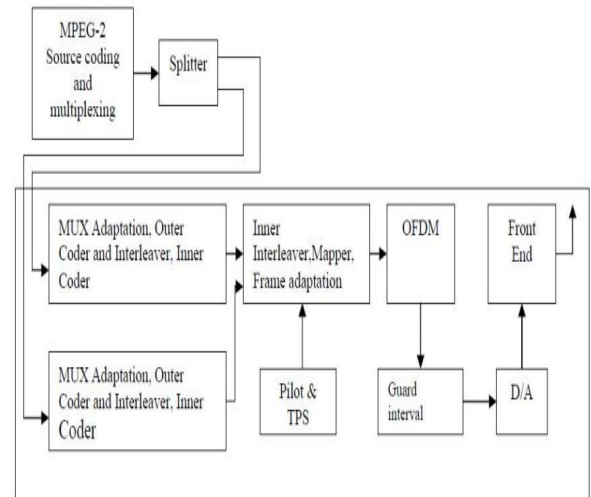 MPEG-2
Source coding
and
multiplexing
Splitter
MUX Adaptation, Outer
Coder and Interleaver, Inner
Coder
Inner
Interleaver,Mapper,
Frame adaptation
OFDM
Front
End
MUX Adaptation, Outer
Coder and Interleaver, Inner
Coder
Pilot &
TPS
Guard
interval
D/A